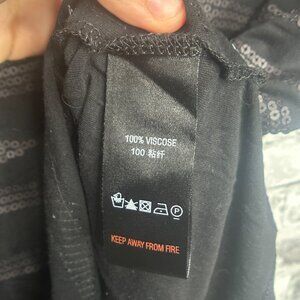 100% VISCOSE
100 粘纤
P
KEEP AWAY FROM FIRE